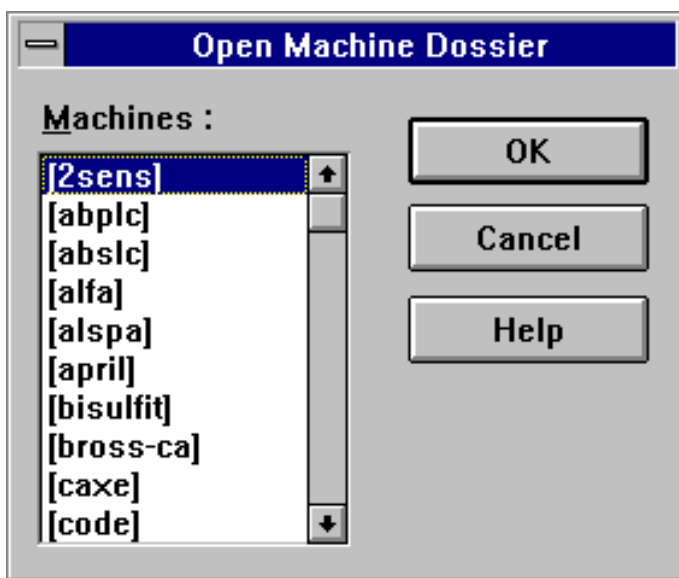 Open Machine Dossier
Machines :
[2sens]
[abplc]
[abslc]
[alfa]
[alspa]
[april]
[bisulfit]
[bross-ca]
[caxe]
[code]
OK
Cancel
Help